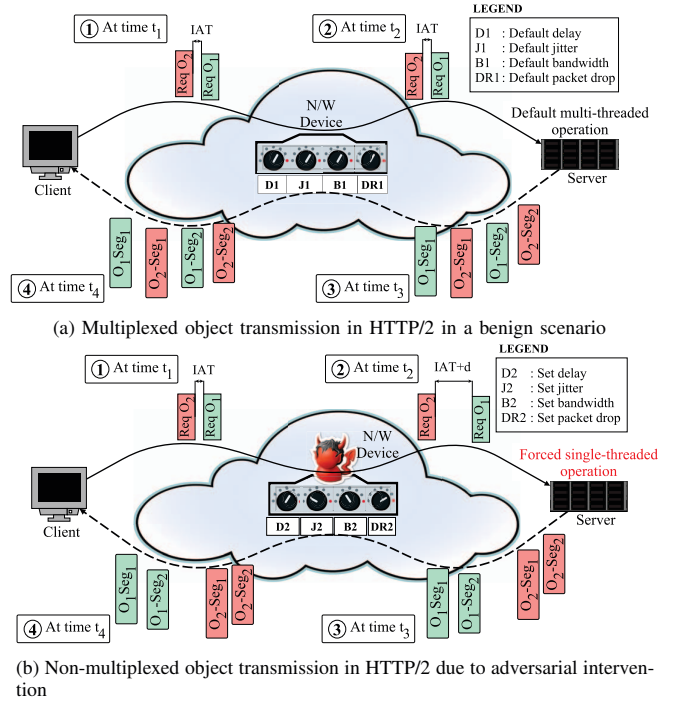 ① At time t1
IAT
② At time t2
IAT
LEGEND
D1 : Default delay
J1 : Default jitter
B1 : Default bandwidth
DR1 : Default packet drop
Req O2
Req O1
Req O2
Req O1
N/W
Device
Default multi-threaded
operation
Client
D1 J1 B1 DR1
Server
O1 Seg1
O2-Seg1
O1-Seg2
O2-Seg2
O1 Seg1
O2-Seg1
O1-Seg2
O2-Seg2
④ At time t4
③ At time t3
(a) Multiplexed object transmission in HTTP/2 in a benign scenario
① At time t1
IAT
② At time t2
IAT+d
LEGEND
D2 : Set delay
J2 : Set jitter
B2 : Set bandwidth
DR2 : Set packet drop
Req O2
Req O1
Req O2
Req O1
N/W
Device
Forced single-threaded
operation
Client
D2 J2 B2 DR2
Server
O1 Seg1
O1-Seg2
O2-Seg1
O2-Seg2
O1 Seg1
O1-Seg2
O2-Seg1
O2-Seg2
④ At time t4
③ At time t3
(b) Non-multiplexed object transmission in HTTP/2 due to adversarial interven-
tion